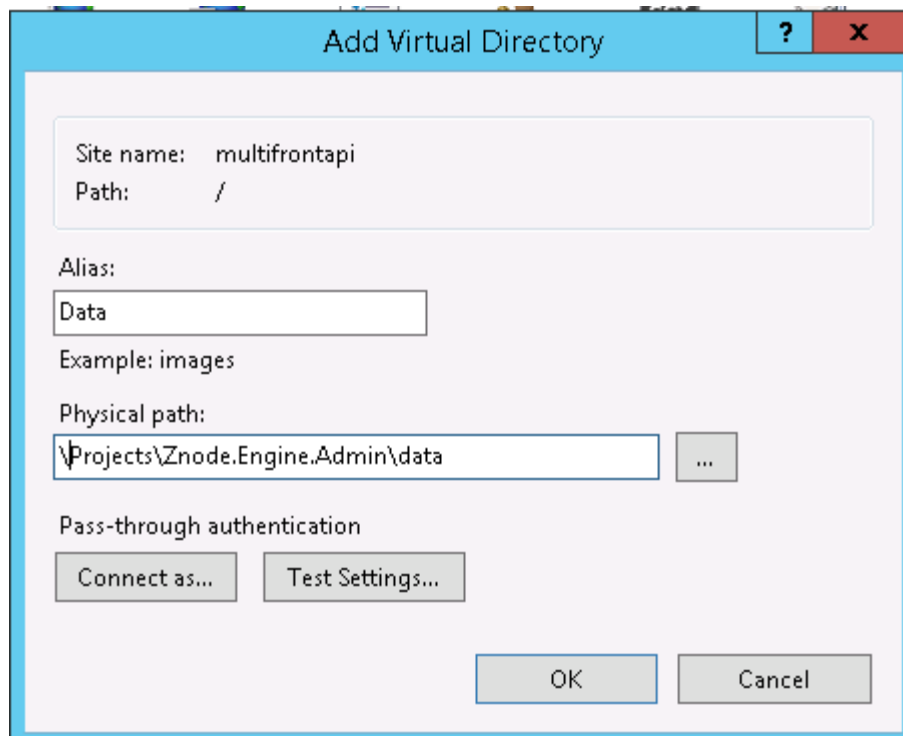 Add Virtual Directory
?
x
Site name: multifrontapi
Path: /
Alias:
Data
Example: images
Physical path:
\Projects\Znode.Engine.Admin\data
...
Pass-through authentication
Connect as... Test Settings...
OK Cancel